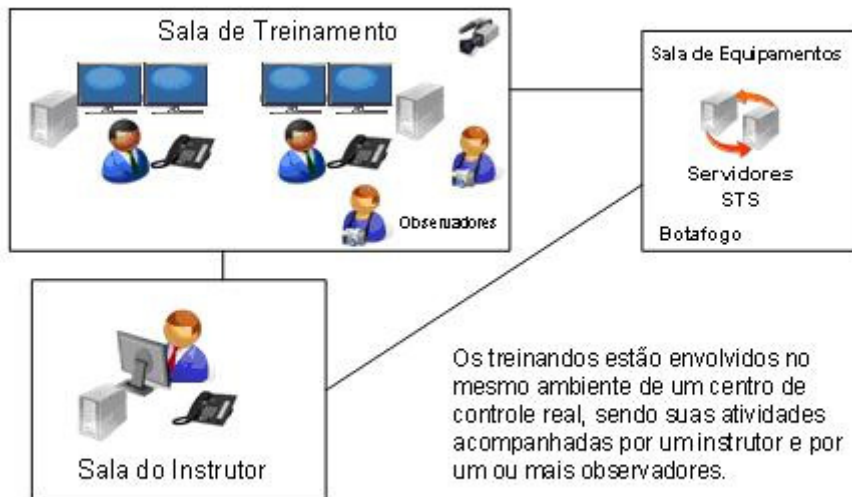 Sala de Treinamento
Observadores
Sala de Equipamentos
Servidores
STS
Botafogo
Sala do Instrutor
Os treinandos estão envolvidos no
mesmo ambiente de um centro de
controle real, sendo suas atividades
acompanhadas por um instrutor e por
um ou mais observadores.